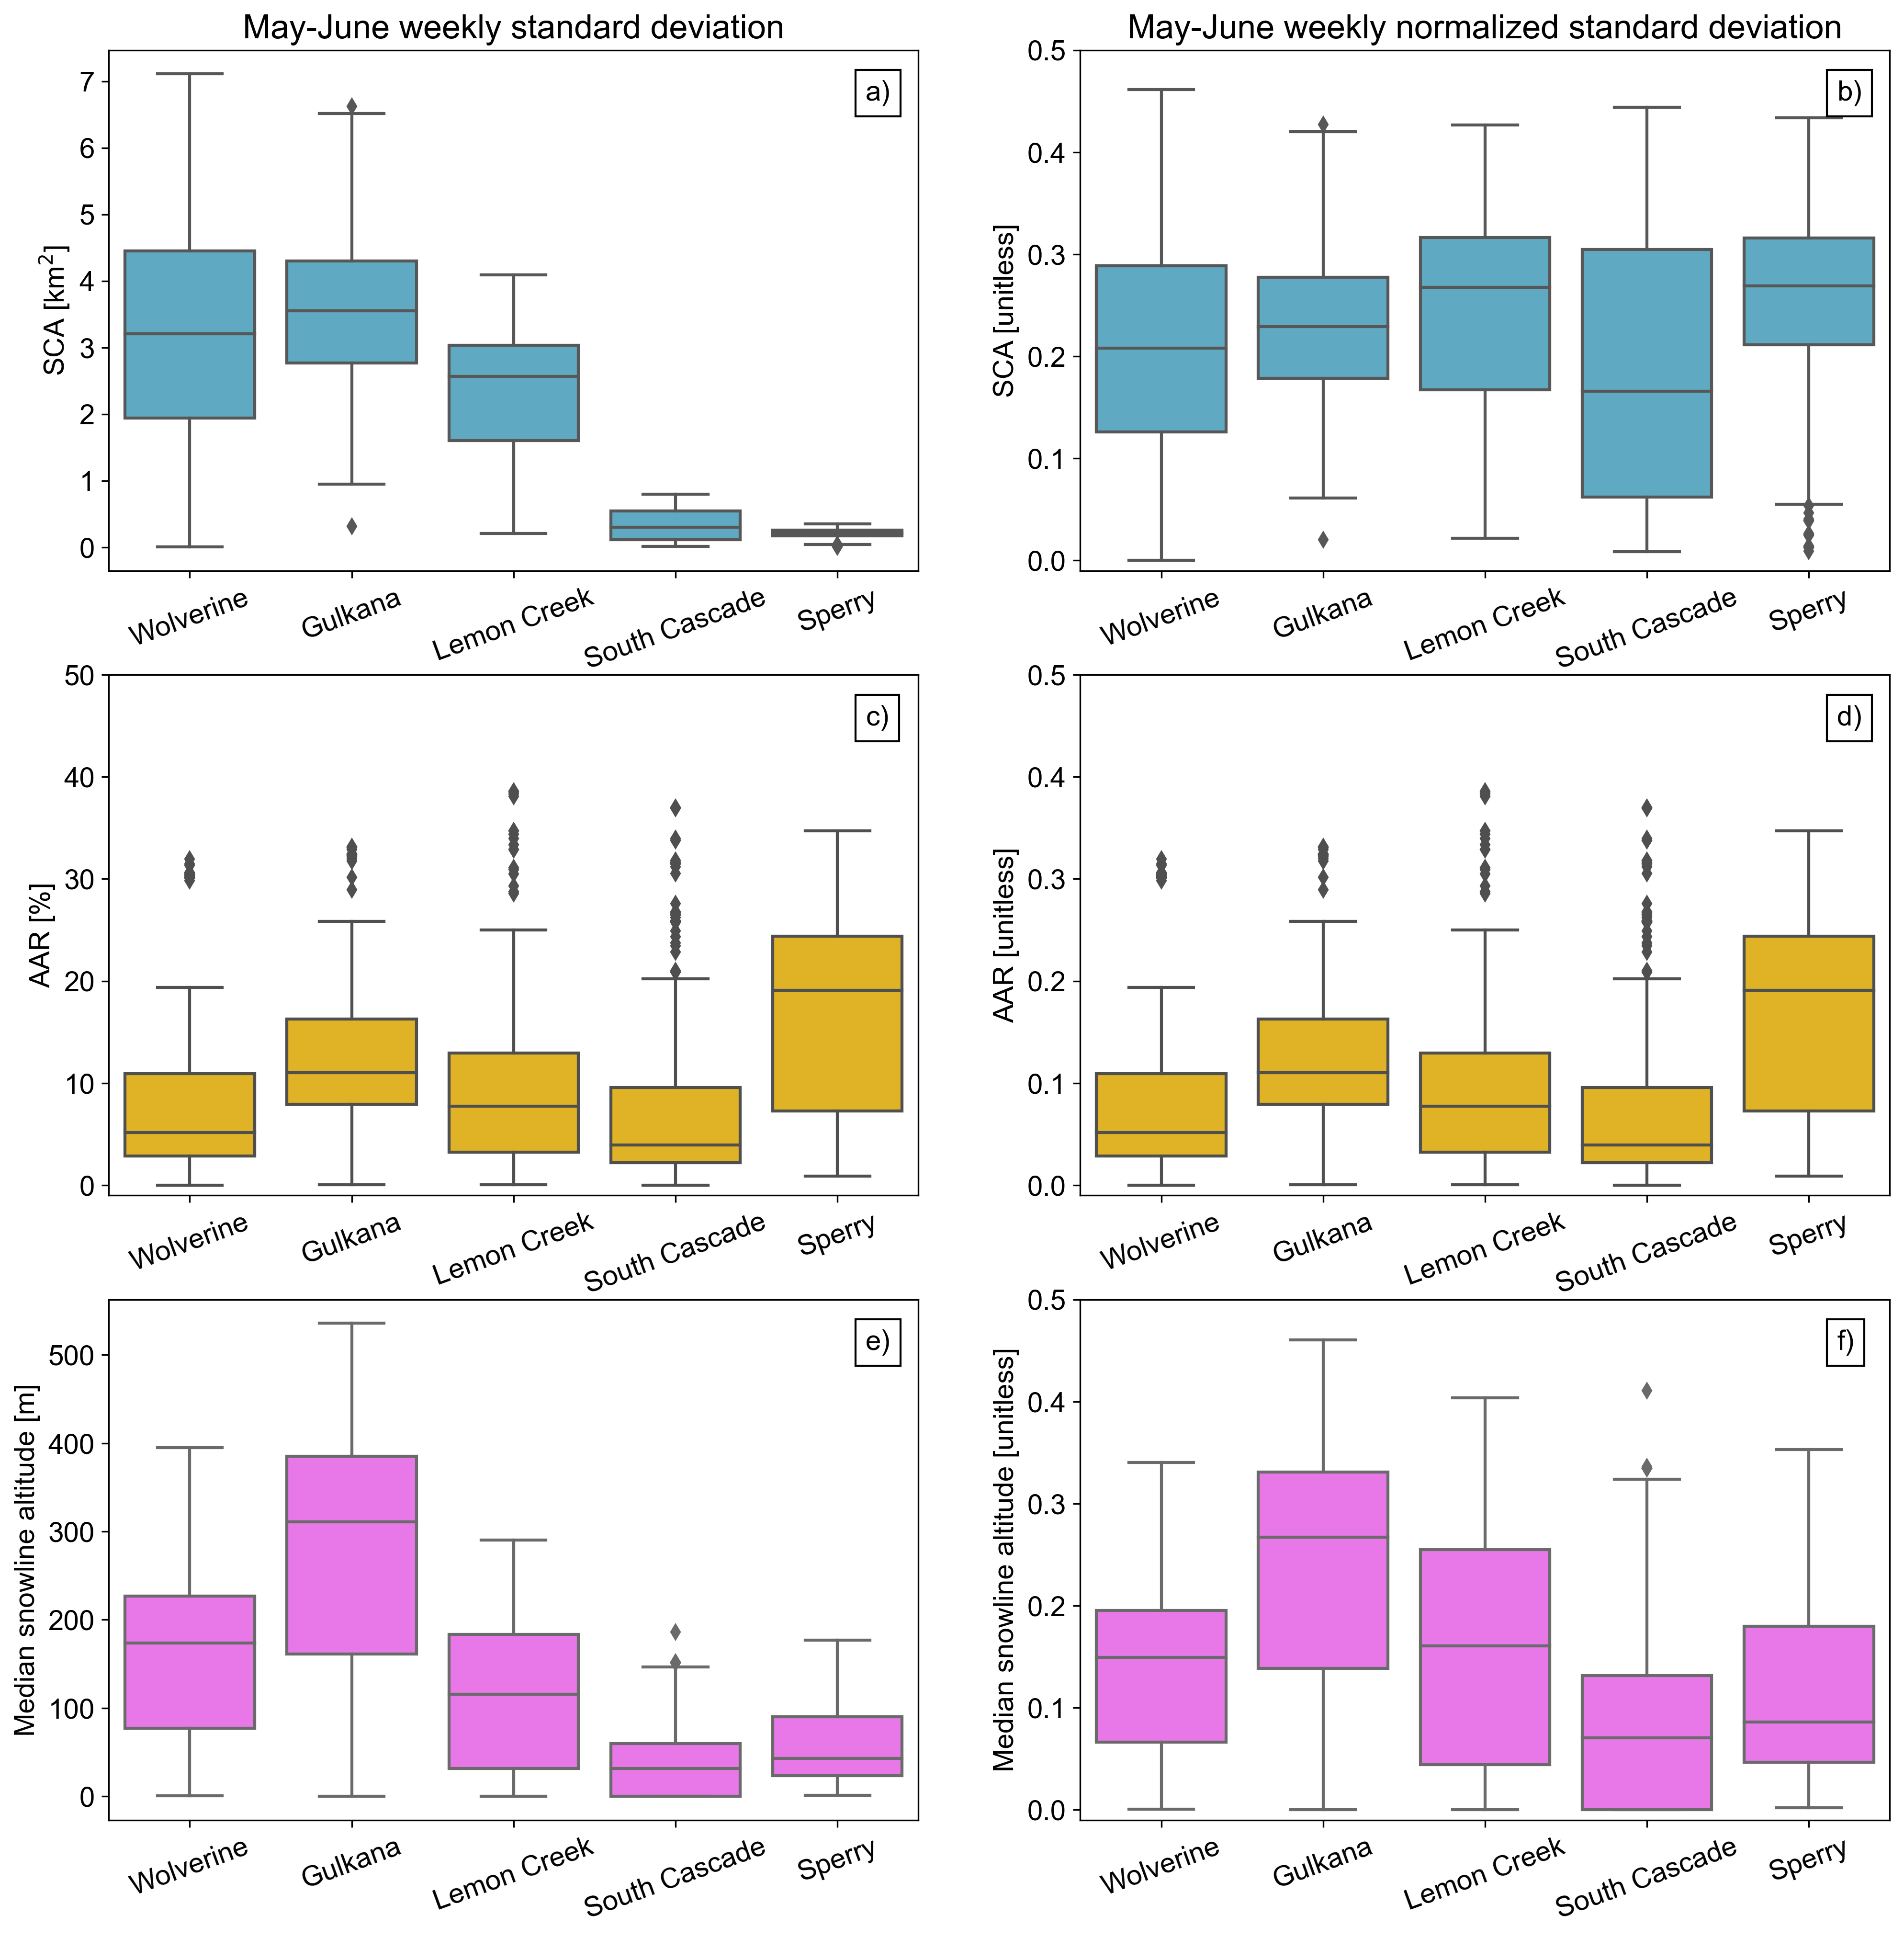 May-June weekly standard deviation
May-June weekly normalized standard deviation
a)
SCA [km²]
7
6
5
4
3
2
1
0
Wolverine
Gulkana
Lemon Creek
South Cascade
Sperry
b)
SCA [unitless]
0.5
0.4
0.3
0.2
0.1
0.0
Wolverine
Gulkana
Lemon Creek
South Cascade
Sperry
c)
AAR [%]
50
40
30
20
10
0
Wolverine
Gulkana
Lemon Creek
South Cascade
Sperry
d)
AAR [unitless]
0.5
0.4
0.3
0.2
0.1
0.0
Wolverine
Gulkana
Lemon Creek
South Cascade
Sperry
e)
Median snowline altitude [m]
500
400
300
200
100
0
Wolverine
Gulkana
Lemon Creek
South Cascade
Sperry
f)
Median snowline altitude [unitless]
0.5
0.4
0.3
0.2
0.1
0.0
Wolverine
Gulkana
Lemon Creek
South Cascade
Sperry